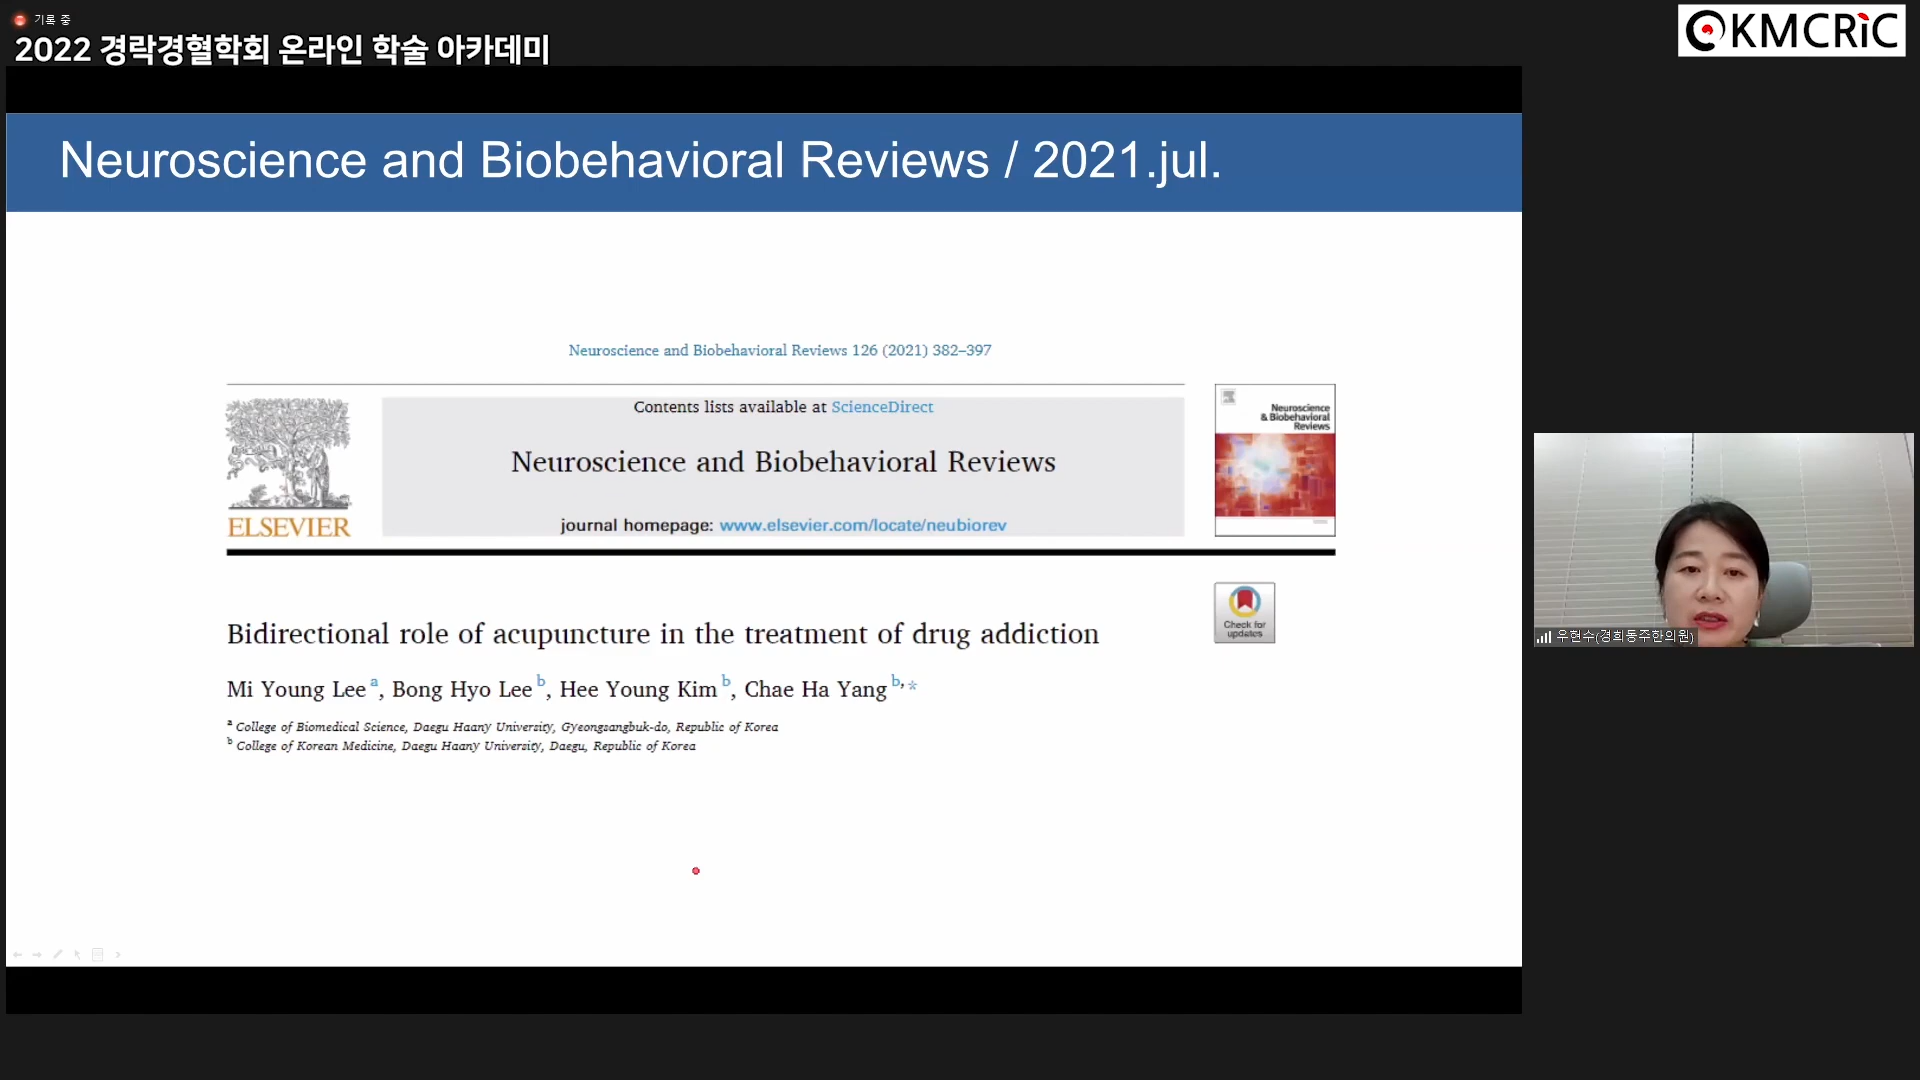 기록 중
2022 경락경혈학회 온라인 학술 아카데미
KMCRiC
Neuroscience and Biobehavioral Reviews / 2021.jul.
Neuroscience and Biobehavioral Reviews 126 (2021) 382–397
Contents lists available at ScienceDirect
Neuroscience and Biobehavioral Reviews
journal homepage: www.elsevier.com/locate/neubiorev
ELSEVIER
Neuroscience
& Biobehavioral
Reviews
Check for
updates
Bidirectional role of acupuncture in the treatment of drug addiction
Mi Young Lee a, Bong Hyo Lee b, Hee Young Kim b, Chae Ha Yang b,*
a College of Biomedical Science, Daegu Haany University, Gyeongsangbuk-do, Republic of Korea
b College of Korean Medicine, Daegu Haany University, Daegu, Republic of Korea
우현수(경희동주한의원)